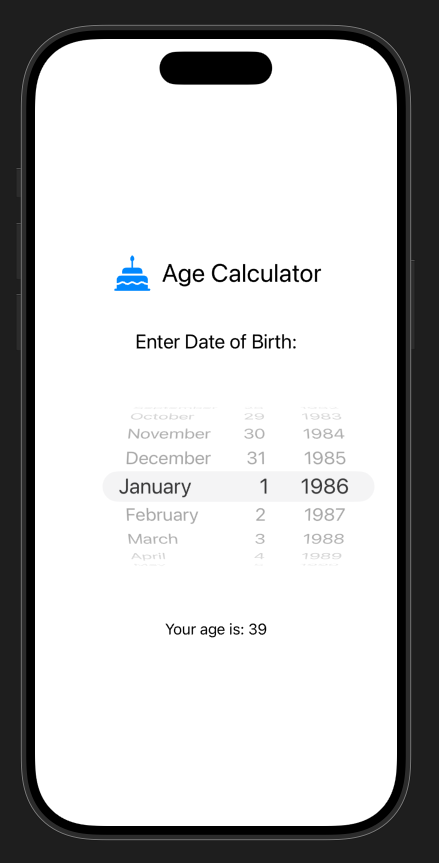 Age Calculator
Enter Date of Birth:
October 29 1983
November 30 1984
December 31 1985
January 1 1986
February 2 1987
March 3 1988
April 4 1989
Your age is: 39